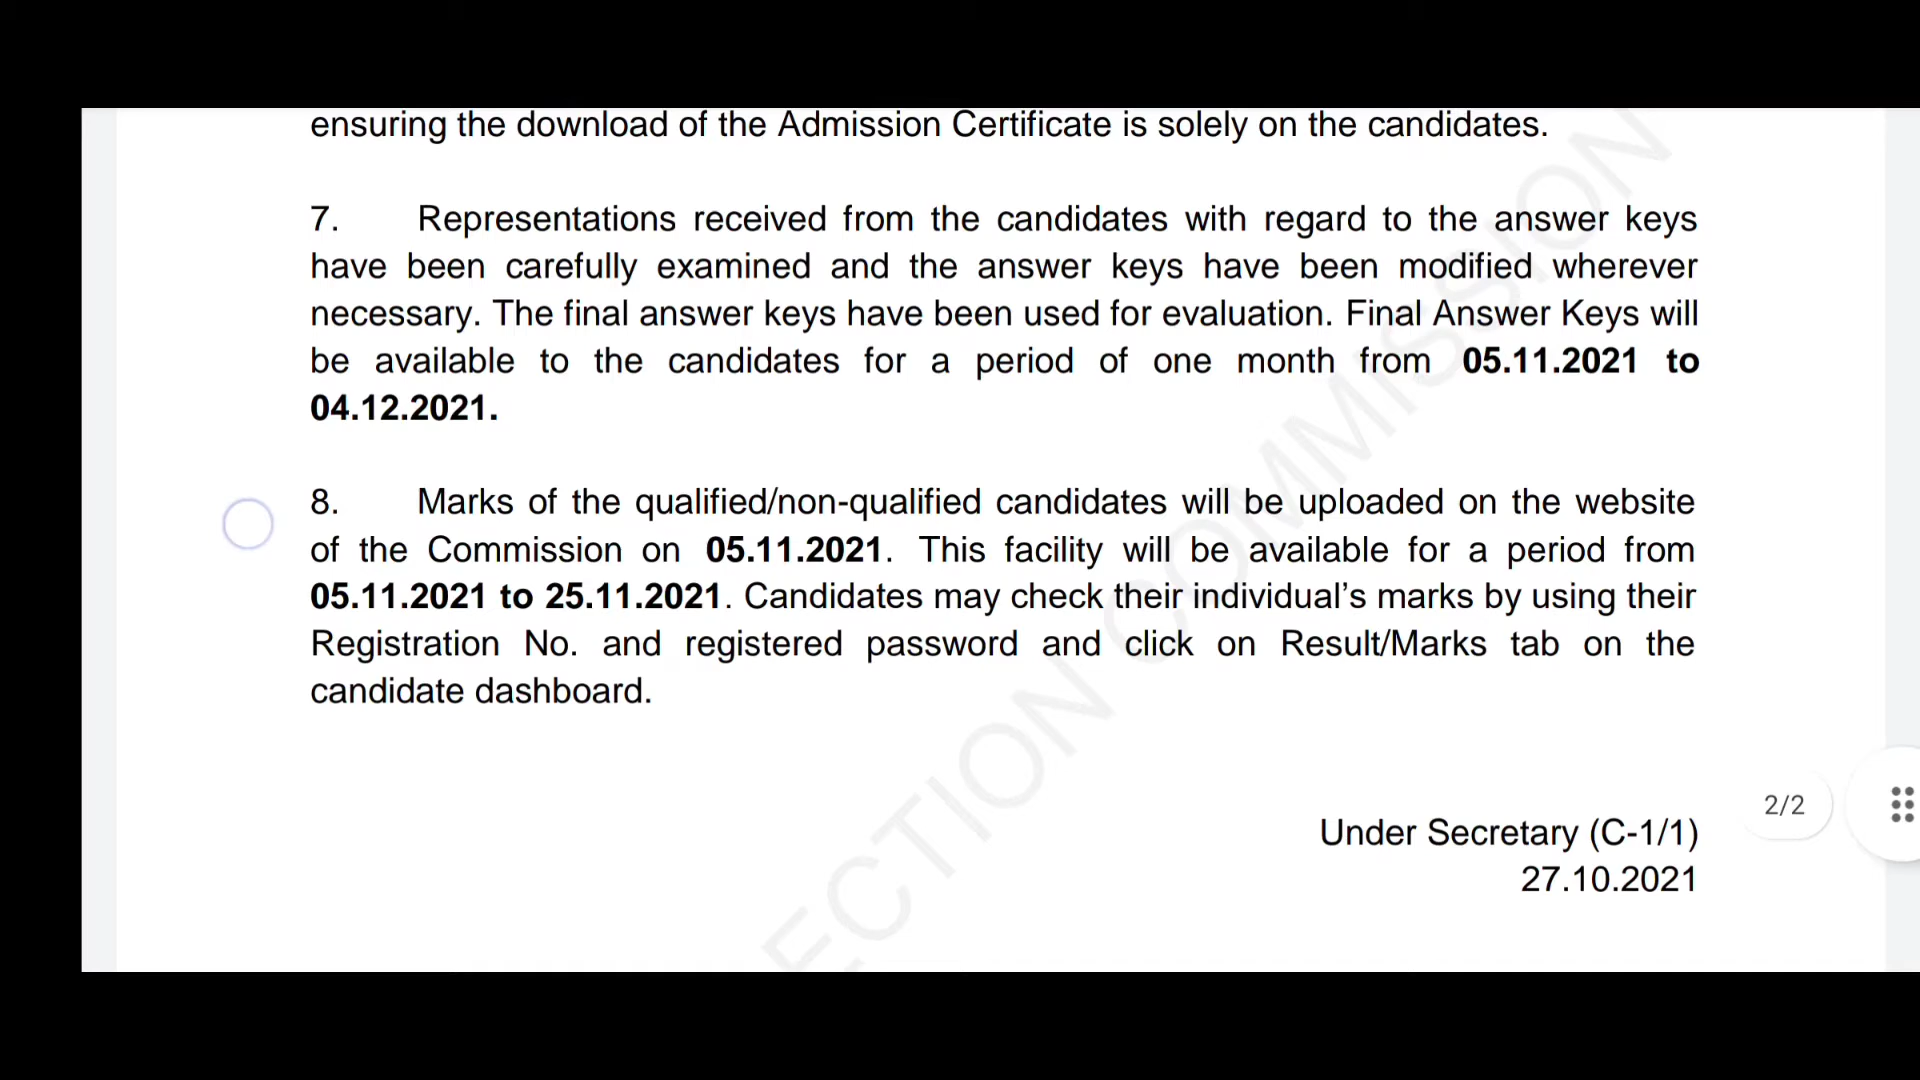 ensuring the download of the Admission Certificate is solely on the candidates.
7. Representations received from the candidates with regard to the answer keys
have been carefully examined and the answer keys have been modified wherever
necessary. The final answer keys have been used for evaluation. Final Answer Keys will
be available to the candidates for a period of one month from 05.11.2021 to
04.12.2021.
8. Marks of the qualified/non-qualified candidates will be uploaded on the website
of the Commission on 05.11.2021. This facility will be available for a period from
05.11.2021 to 25.11.2021. Candidates may check their individual’s marks by using their
Registration No. and registered password and click on Result/Marks tab on the
candidate dashboard.
Under Secretary (C-1/1)
27.10.2021
2/2
ECTION COMMISSION